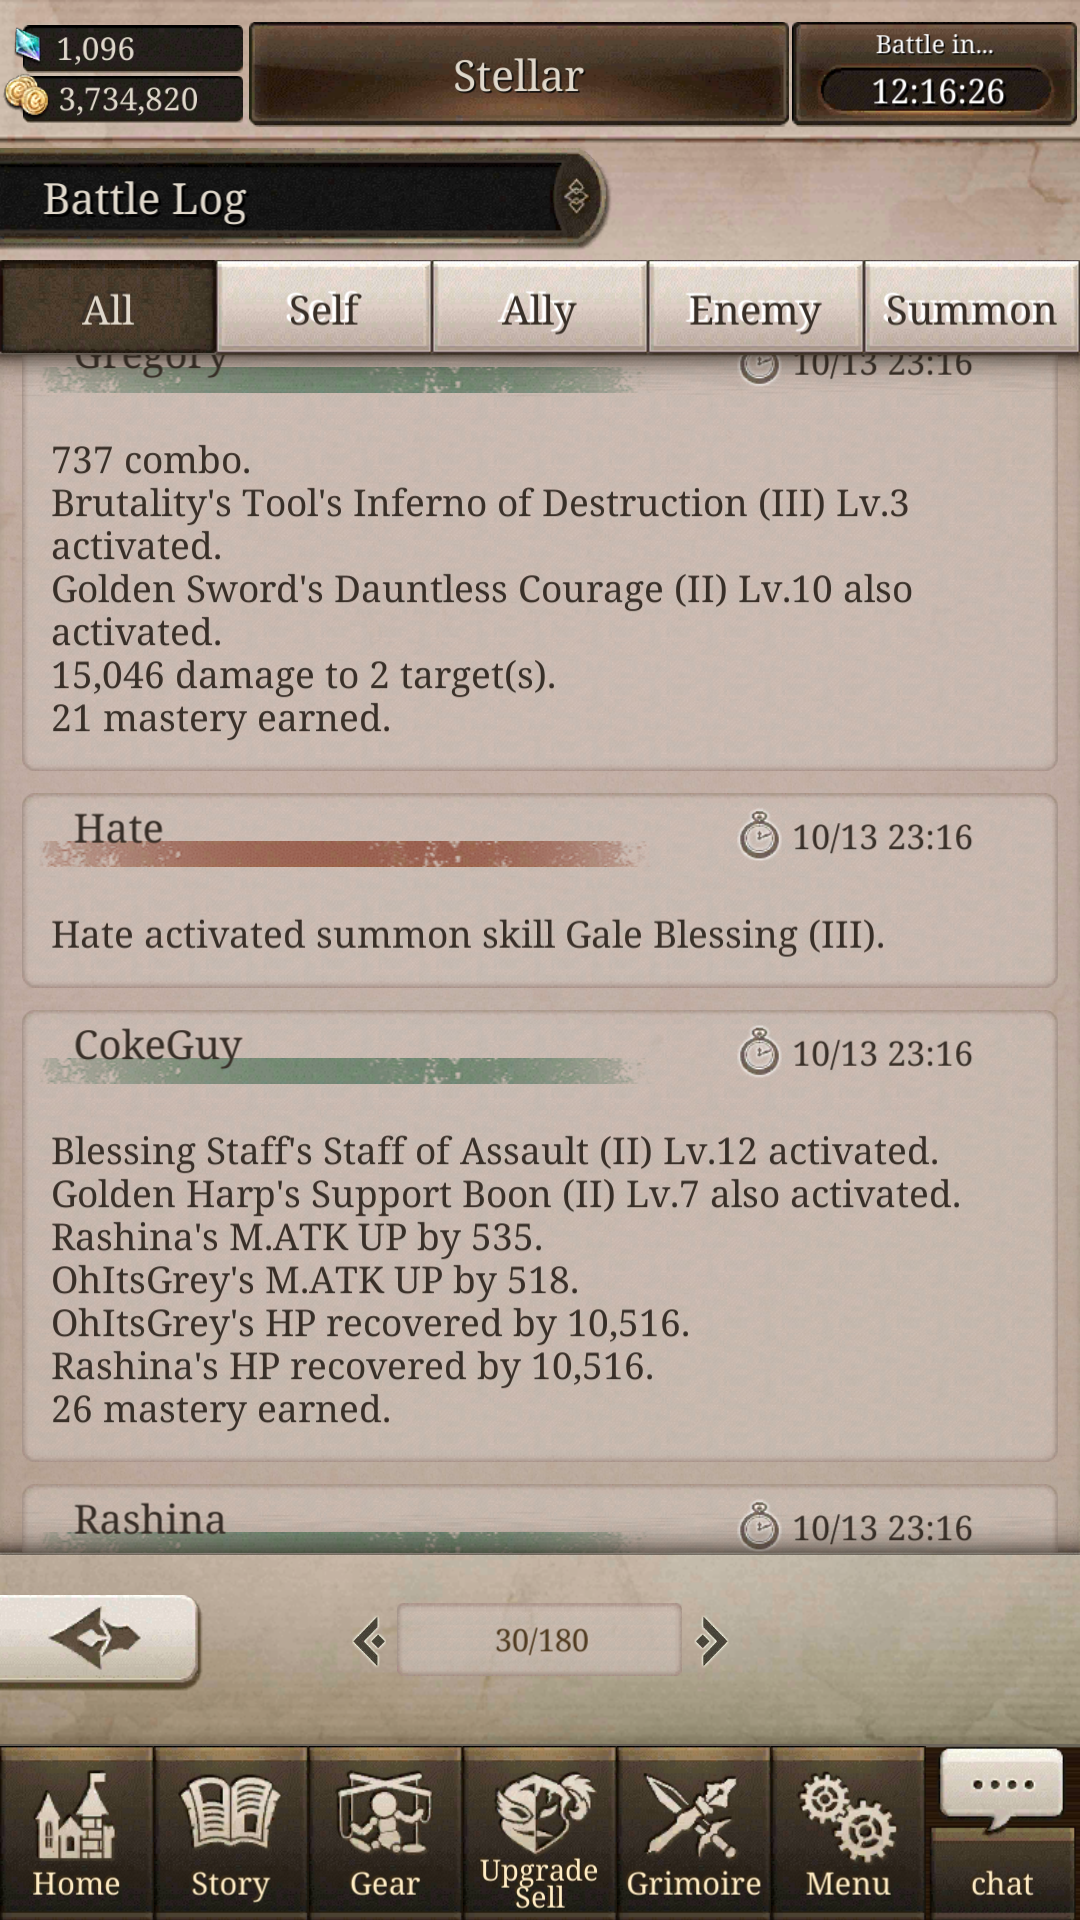 1,096
3,734,820
Stellar
Battle in...
12:16:26
Battle Log
All
Self
Ally
Enemy
Summon
Gregory
10/13 23:16
737 combo.
Brutality's Tool's Inferno of Destruction (III) Lv.3
activated.
Golden Sword's Dauntless Courage (II) Lv.10 also
activated.
15,046 damage to 2 target(s).
21 mastery earned.
Hate
10/13 23:16
Hate activated summon skill Gale Blessing (III).
CokeGuy
10/13 23:16
Blessing Staff's Staff of Assault (II) Lv.12 activated.
Golden Harp's Support Boon (II) Lv.7 also activated.
Rashina's M.ATK UP by 535.
OhItsGrey's M.ATK UP by 518.
OhItsGrey's HP recovered by 10,516.
Rashina's HP recovered by 10,516.
26 mastery earned.
Rashina
10/13 23:16
30/180
Home
Story
Gear
Upgrade
Sell
Grimoire
Menu
chat